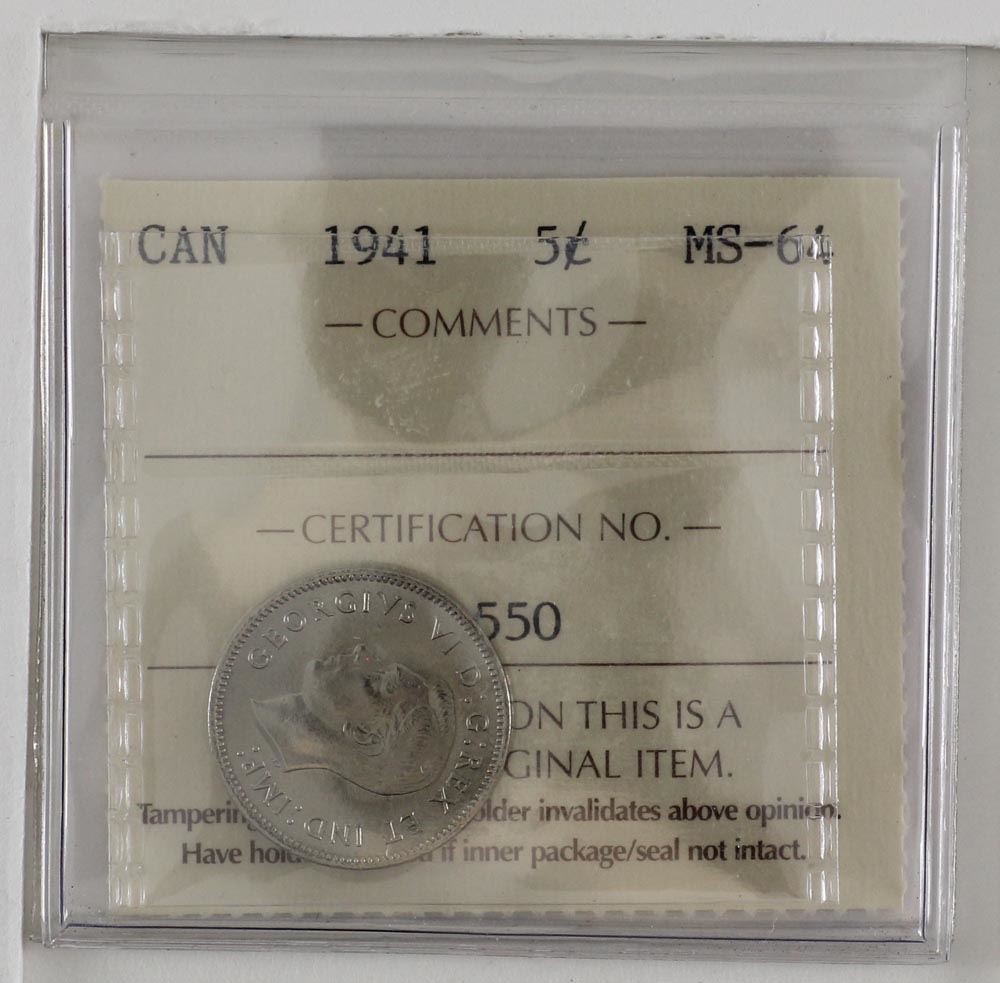 CAN 1941 5¢ MS-64
— COMMENTS —
— CERTIFICATION NO. —
550
ON THIS IS A
GINAL ITEM.
Tampering older invalidates above opinion.
Have if inner package/seal not intact.
GEORGIVS VI D:G:REX ET IND:IMP: